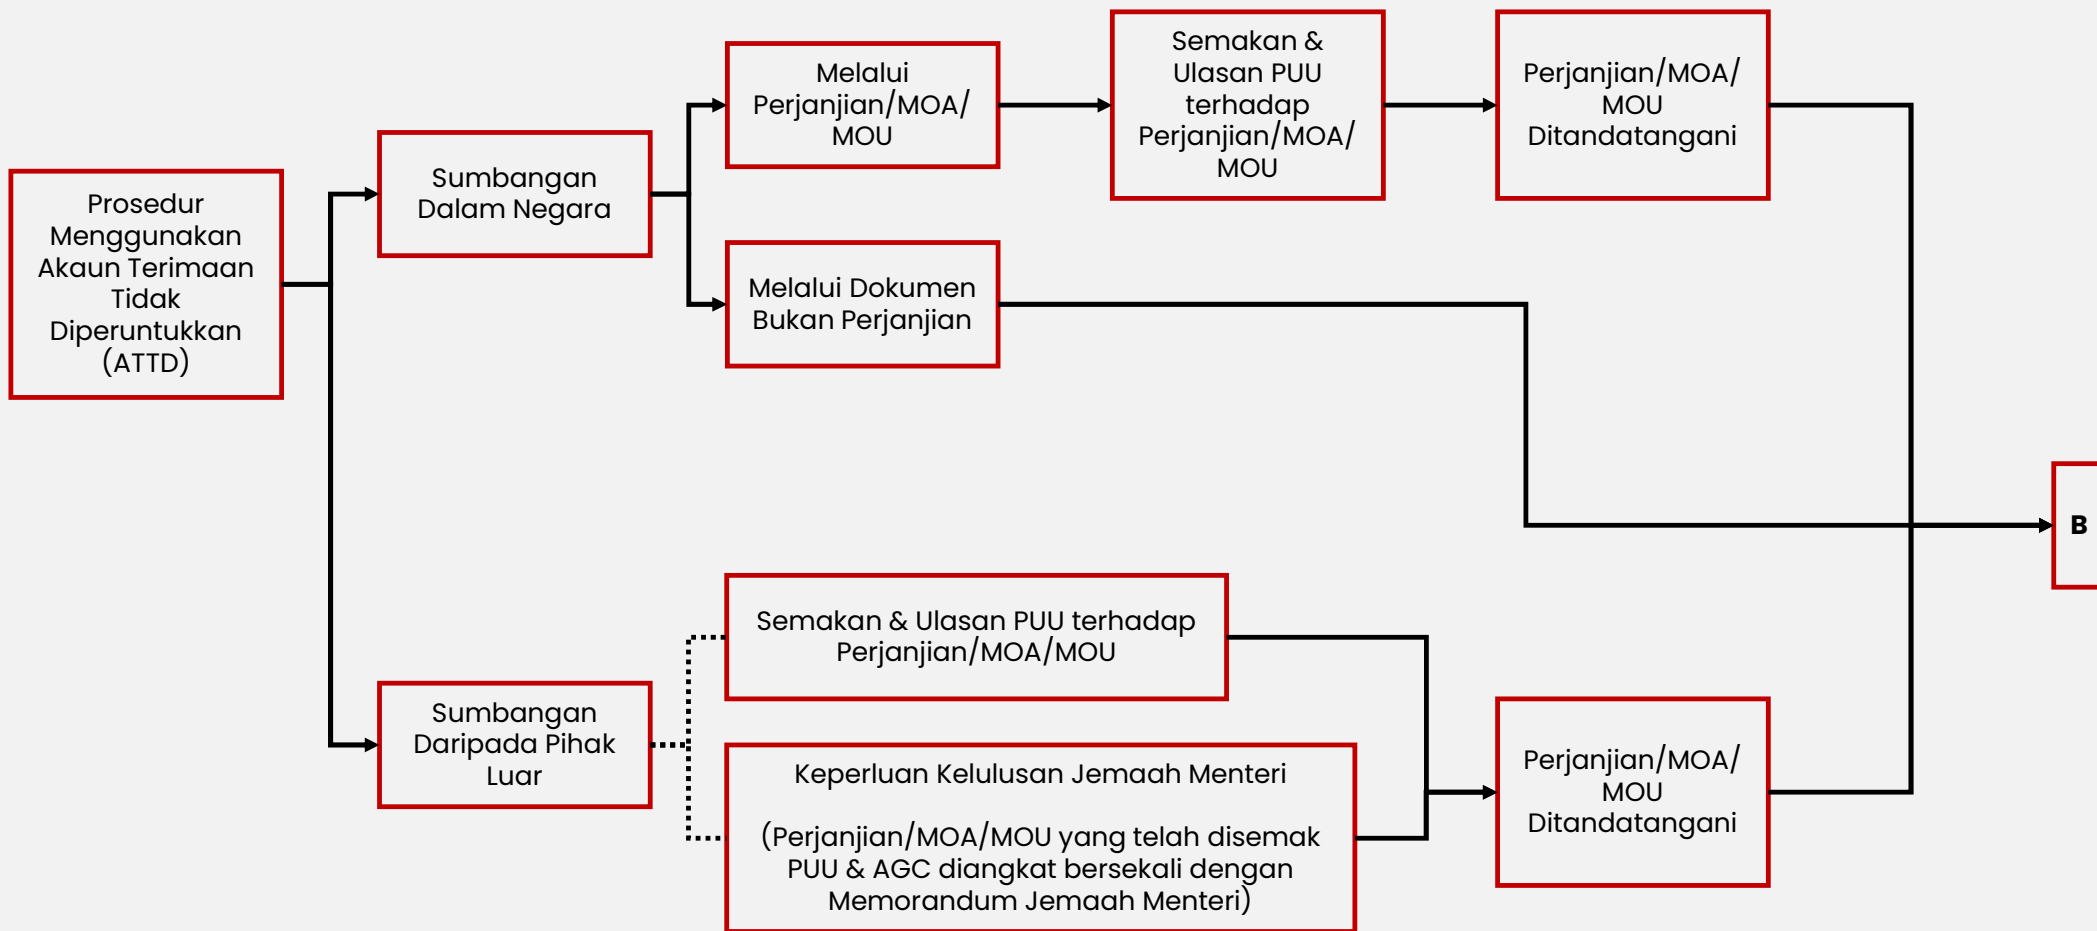 Prosedur
Menggunakan
Akaun Terimaan
Tidak
Diperuntukkan
(ATTD)
Sumbangan
Dalam Negara
Melalui
Perjanjian/MOA/
MOU
Semakan &
Ulasan PUU
terhadap
Perjanjian/MOA/
MOU
Perjanjian/MOA/
MOU
Ditandatangani
Melalui Dokumen
Bukan Perjanjian
B
Sumbangan
Daripada Pihak
Luar
Semakan & Ulasan PUU terhadap
Perjanjian/MOA/MOU
Keperluan Kelulusan Jemaah Menteri
(Perjanjian/MOA/MOU yang telah disemak
PUU & AGC diangkat bersekali dengan
Memorandum Jemaah Menteri)
Perjanjian/MOA/
MOU
Ditandatangani